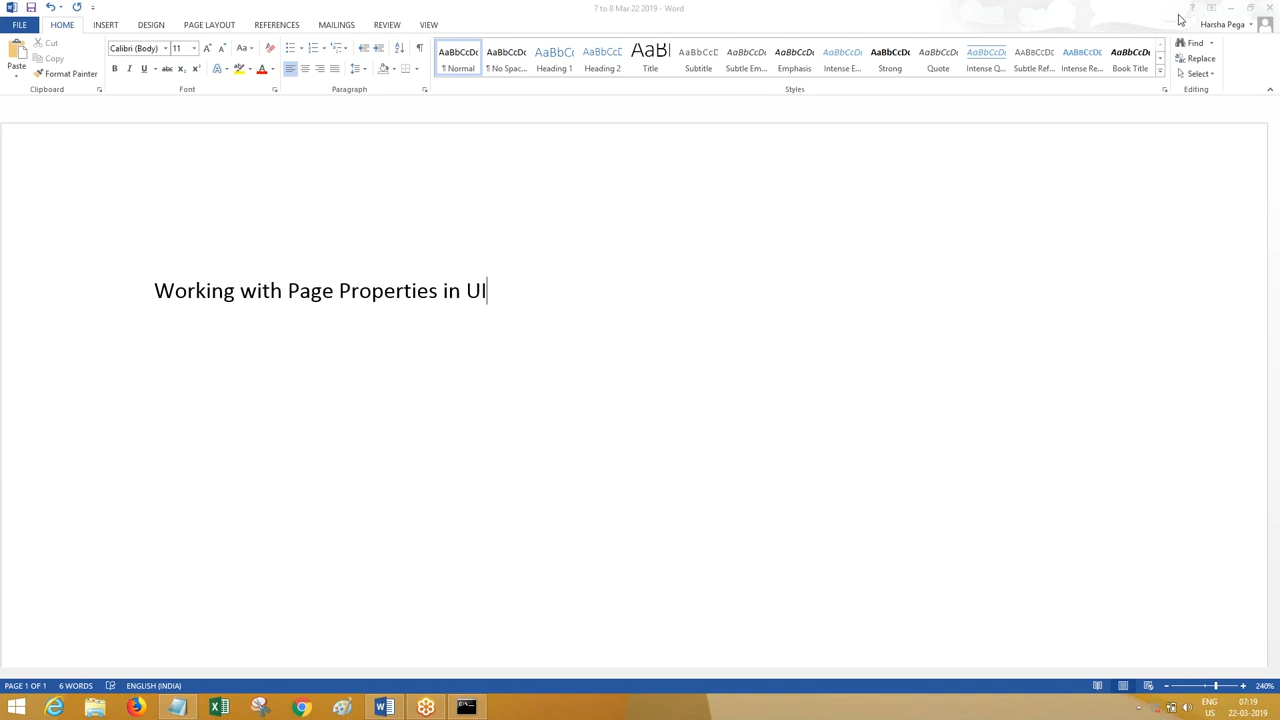 7 to 8 Mar 22 2019 - Word
FILE HOME INSERT DESIGN PAGE LAYOUT REFERENCES MAILINGS REVIEW VIEW Harsha Pega
Paste Cut Copy Format Painter Clipboard
Calibri (Body) 11 Aa Font
Paragraph
AaBbCcDc AaBbCcDc AaBbCc AaBbCc AaBl AaBbCcD AaBbCcDc AaBbCcDc AaBbCcDc AaBbCcDc AaBbCcDc AaBbCcDc AaBbCcDc AaBbCcDc AaBbCcDc
¶ Normal ¶ No Spac... Heading 1 Heading 2 Title Subtitle Subtle Em... Emphasis Intense E... Strong Quote Intense Q... Subtle Ref... Intense Re... Book Title
Styles
Find
Replace
Select
Editing
Working with Page Properties in UI
PAGE 1 OF 1 6 WORDS ENGLISH (INDIA) 240%
ENG 07:19
US 22-03-2019